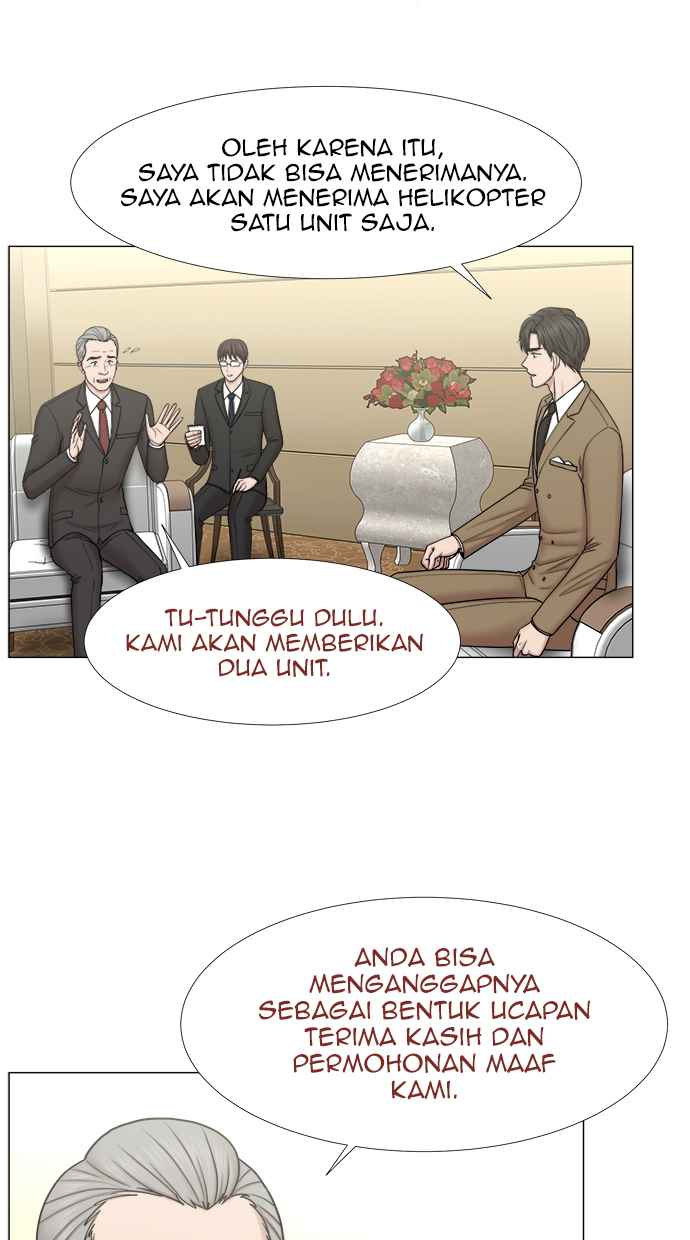 OLEH KARENA ITU,
SAYA TIDAK BISA MENERIMANYA.
SAYA AKAN MENERIMA HELIKOPTER
SATU UNIT SAJA.
TU-TUNGGU DULU.
KAMI AKAN MEMBERIKAN
DUA UNIT.
ANDA BISA
MENGANGGAPNYA
SEBAGAI BENTUK UCAPAN
TERIMA KASIH DAN
PERMOHONAN MAAF
KAMI.